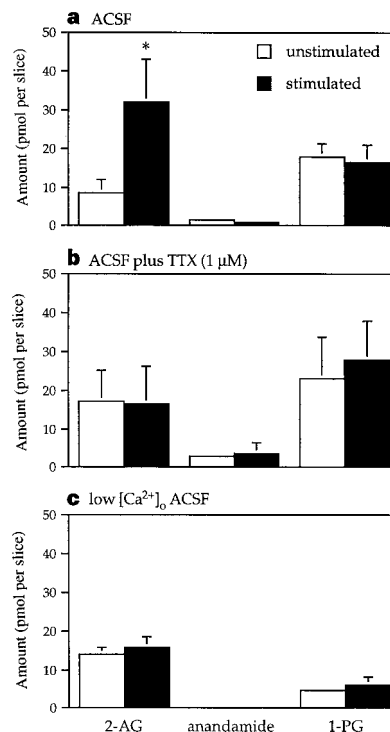 a ACSF
*
unstimulated
stimulated
Amount (pmol per slice)
50
40
30
20
10
0
b ACSF plus TTX (1 μM)
Amount (pmol per slice)
50
40
30
20
10
0
c low [Ca²⁺]ₒ ACSF
Amount (pmol per slice)
50
40
30
20
10
0
2-AG anandamide 1-PG